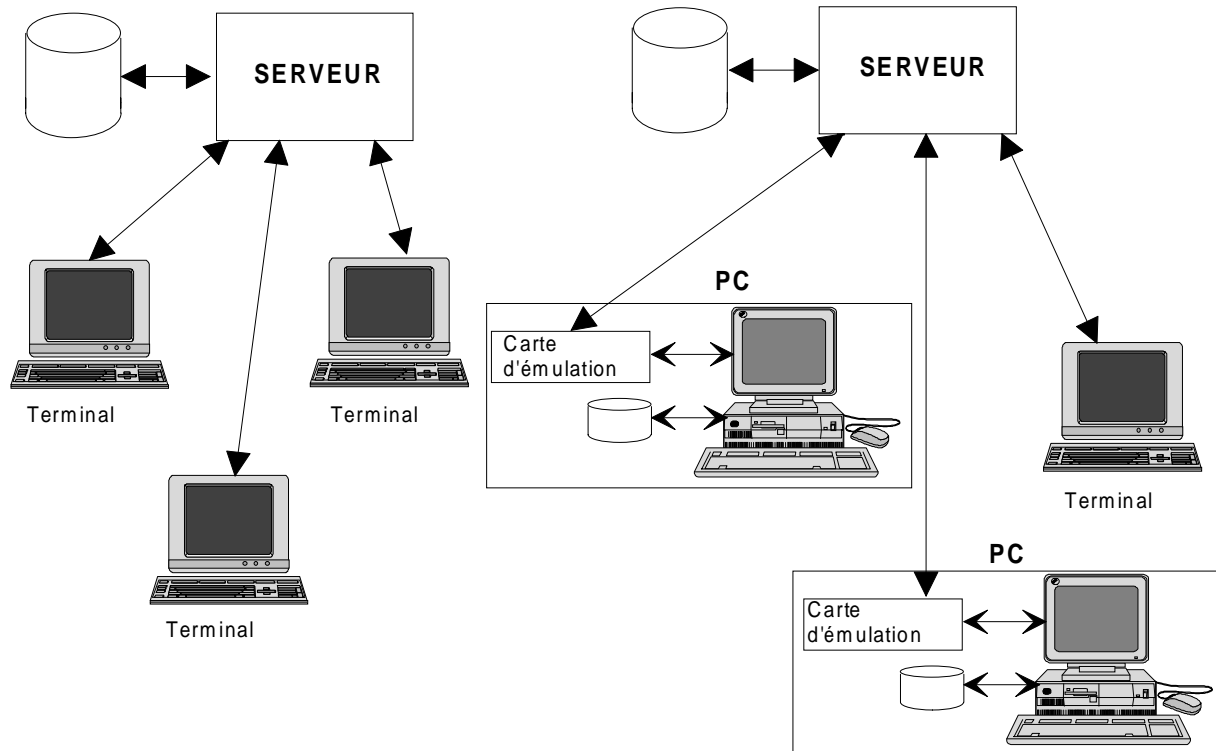 SERVEUR
Terminal
Terminal
Terminal
SERVEUR
PC
Carte
d'émulation
Terminal
PC
Carte
d'émulation